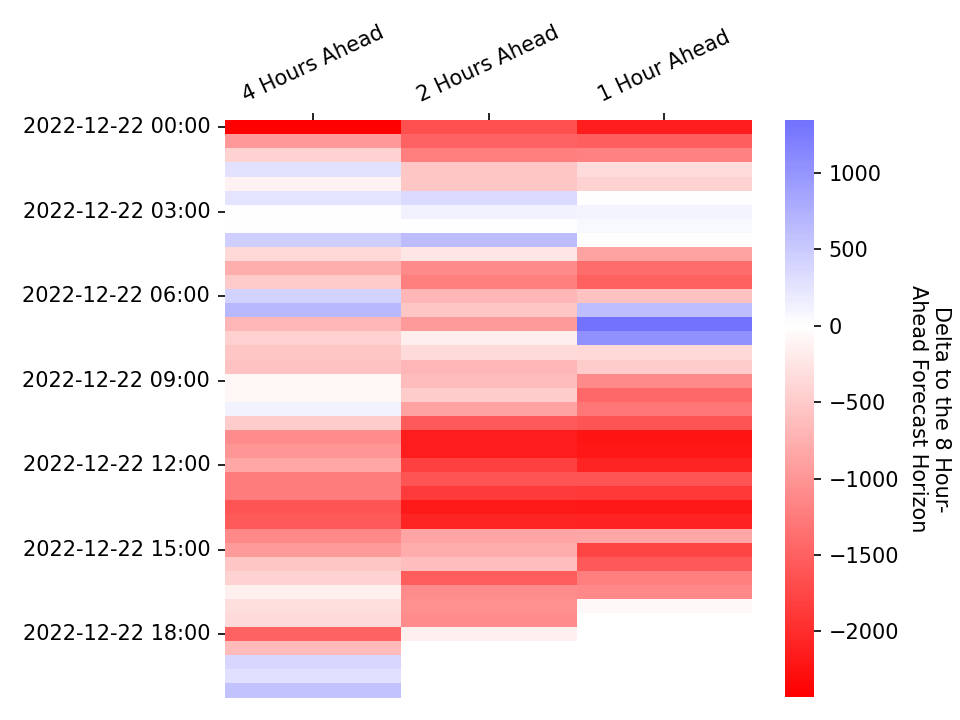 4 Hours Ahead
2 Hours Ahead
1 Hour Ahead
2022-12-22 00:00
2022-12-22 03:00
2022-12-22 06:00
2022-12-22 09:00
2022-12-22 12:00
2022-12-22 15:00
2022-12-22 18:00
1000
500
0
−500
−1000
−1500
−2000
Delta to the 8 Hour-
Ahead Forecast Horizon